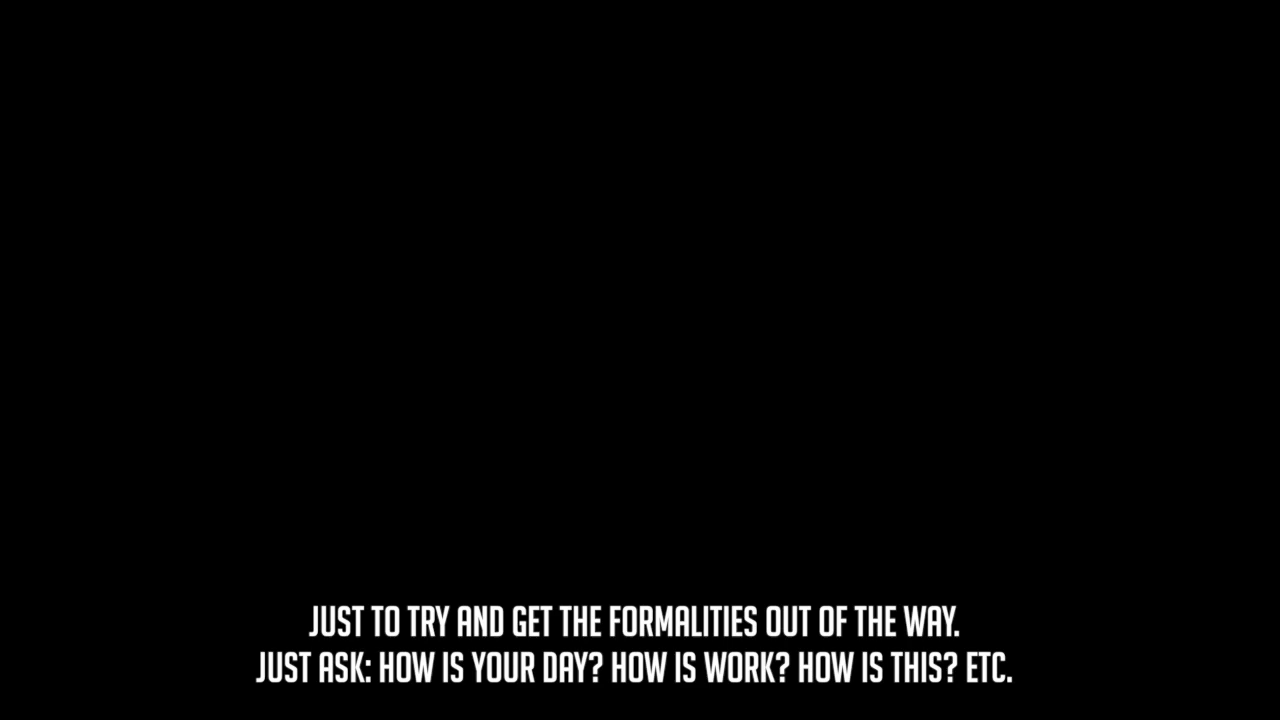 JUST TO TRY AND GET THE FORMALITIES OUT OF THE WAY.
JUST ASK: HOW IS YOUR DAY? HOW IS WORK? HOW IS THIS? ETC.